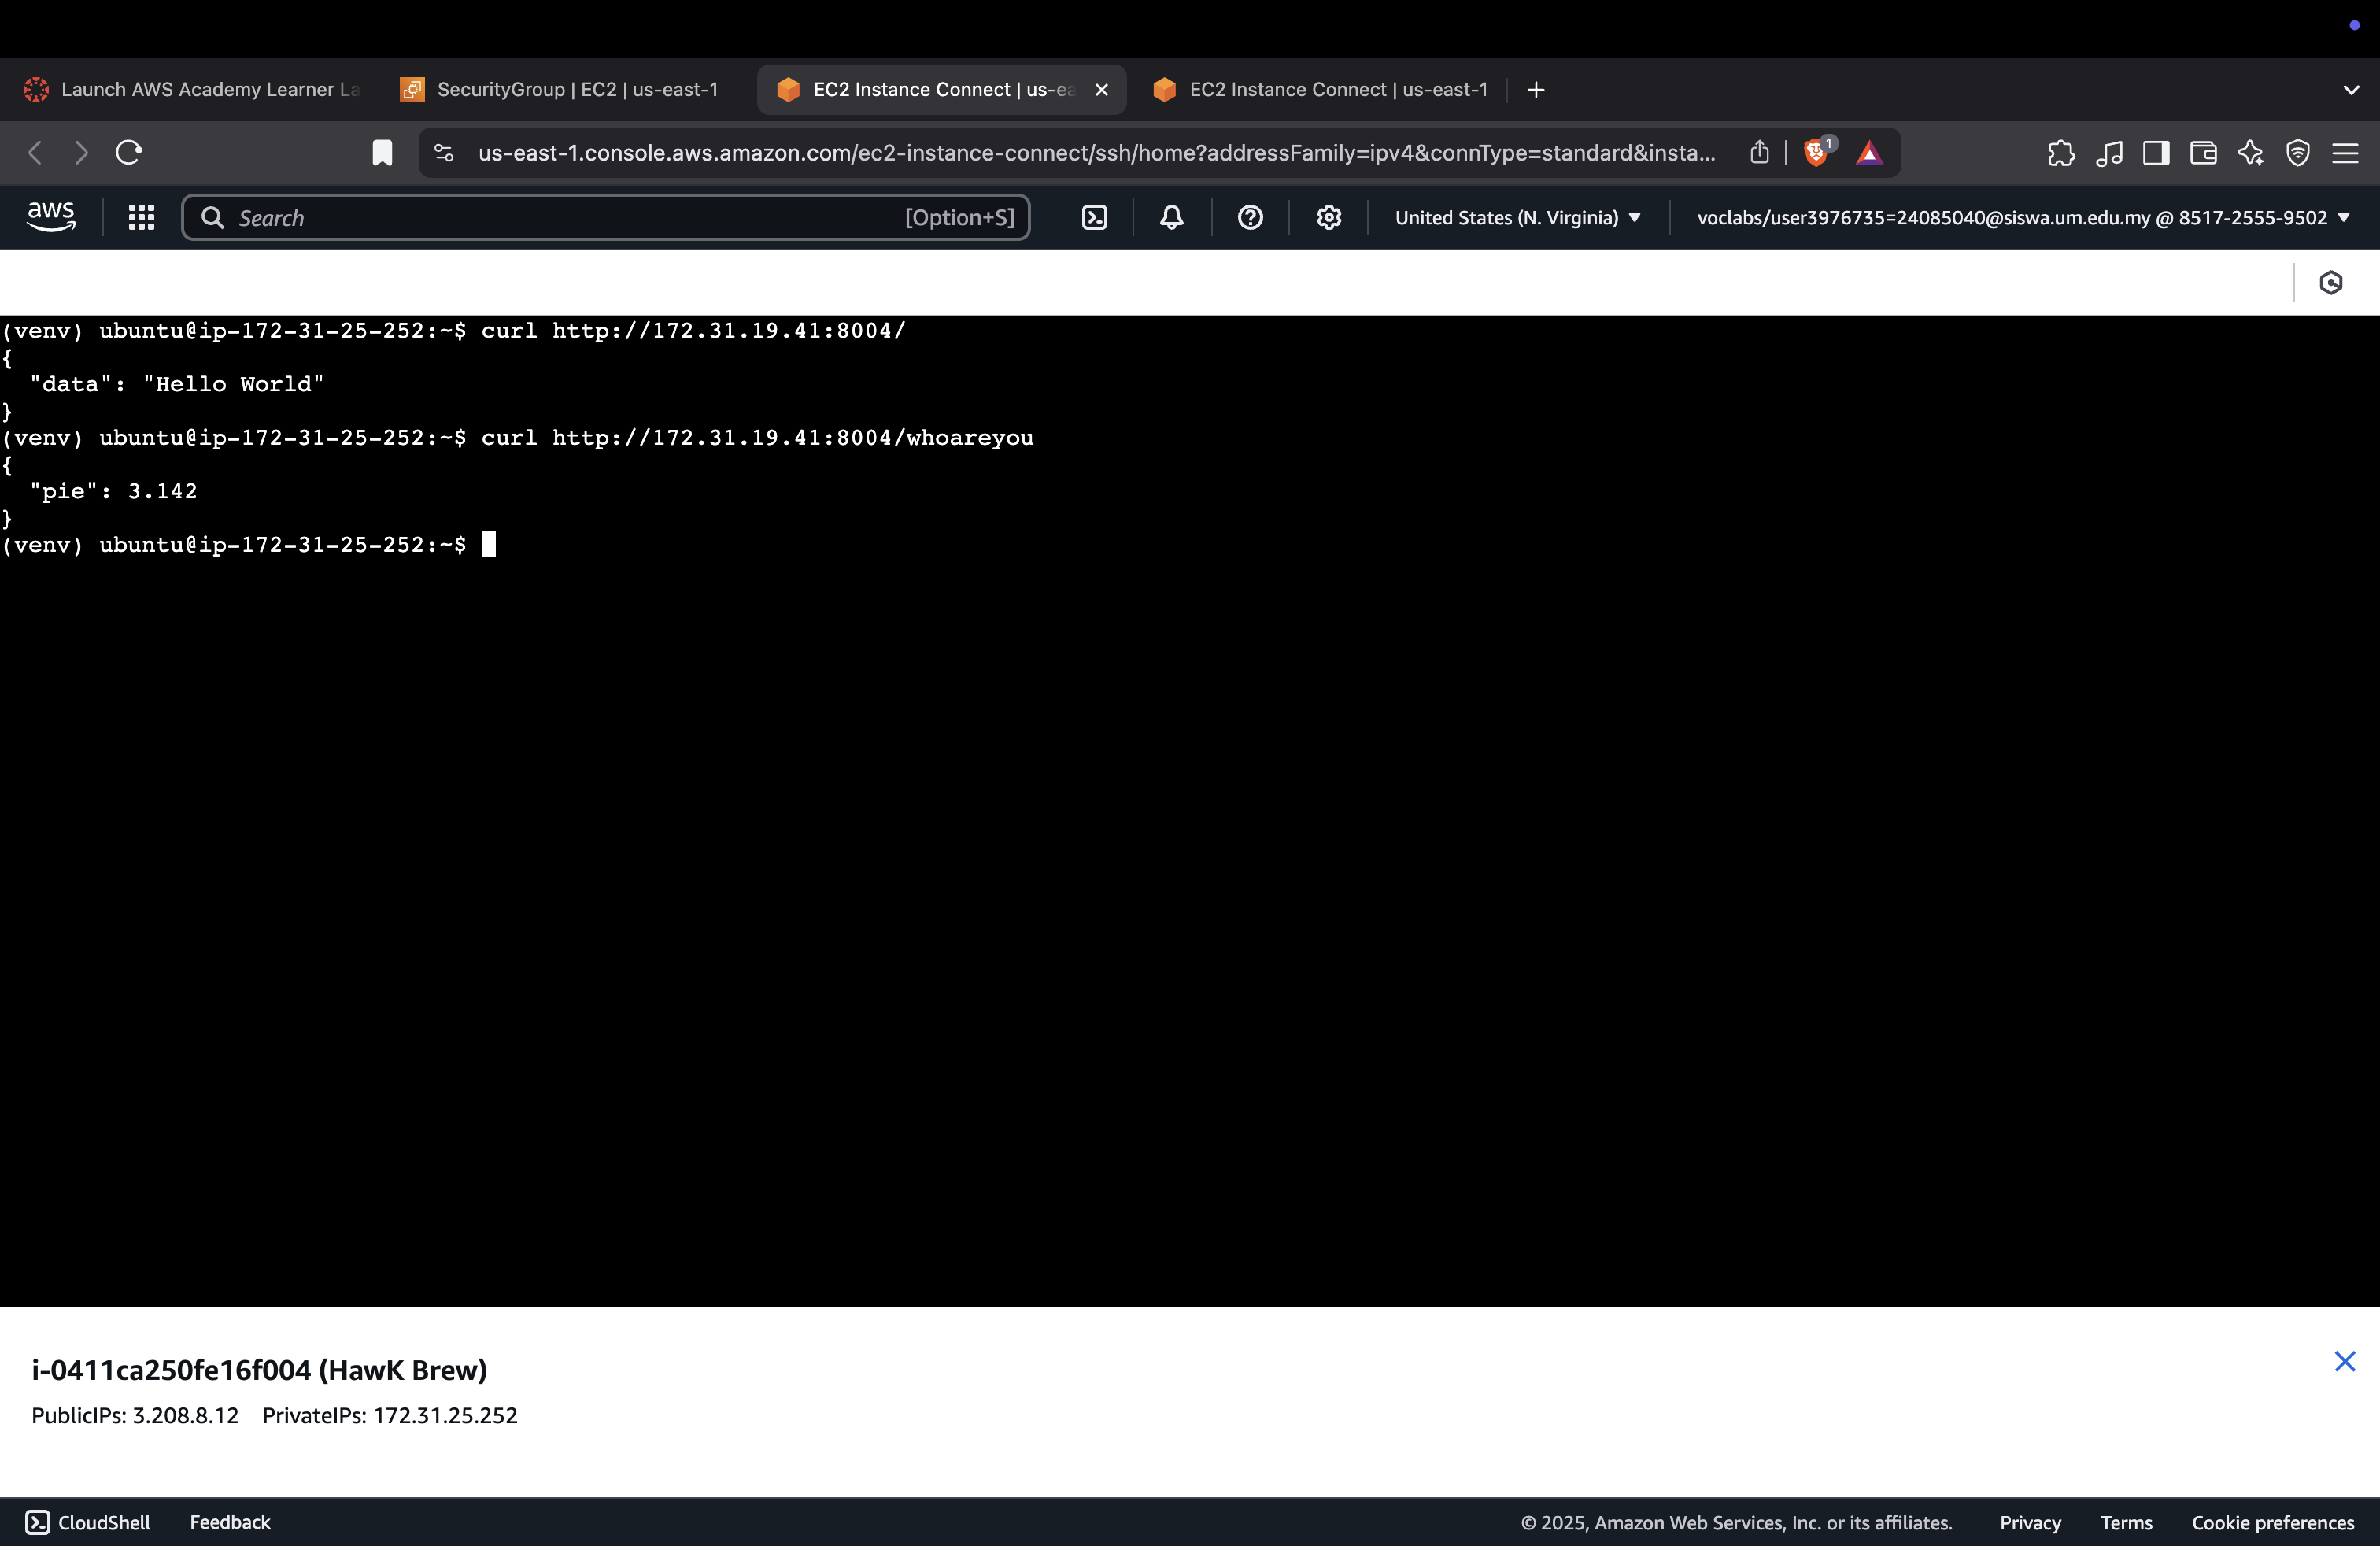 Launch AWS Academy Learner La
SecurityGroup | EC2 | us-east-1
EC2 Instance Connect | us-ea
EC2 Instance Connect | us-east-1
us-east-1.console.aws.amazon.com/ec2-instance-connect/ssh/home?addressFamily=ipv4&connType=standard&insta...
1
aws
Search
[Option+S]
United States (N. Virginia)
voclabs/user3976735=24085040@siswa.um.edu.my @ 8517-2555-9502
(venv) ubuntu@ip-172-31-25-252:~$ curl http://172.31.19.41:8004/
{
"data": "Hello World"
}
(venv) ubuntu@ip-172-31-25-252:~$ curl http://172.31.19.41:8004/whoareyou
{
"pie": 3.142
}
(venv) ubuntu@ip-172-31-25-252:~$
i-0411ca250fe16f004 (HawK Brew)
PublicIPs: 3.208.8.12 PrivateIPs: 172.31.25.252
CloudShell
Feedback
© 2025, Amazon Web Services, Inc. or its affiliates.
Privacy
Terms
Cookie preferences